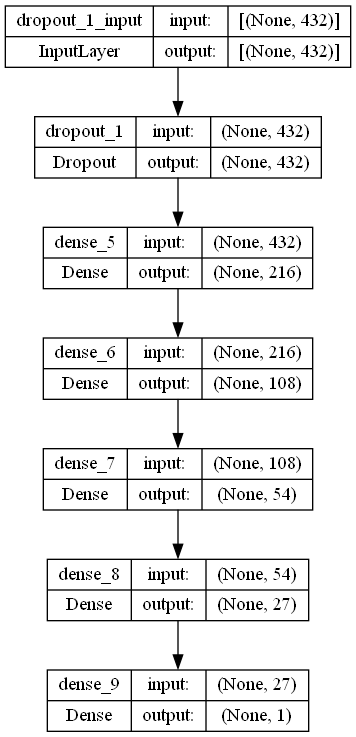 dropout_1_input input: [(None, 432)]
InputLayer output: [(None, 432)]
dropout_1 input: (None, 432)
Dropout output: (None, 432)
dense_5 input: (None, 432)
Dense output: (None, 216)
dense_6 input: (None, 216)
Dense output: (None, 108)
dense_7 input: (None, 108)
Dense output: (None, 54)
dense_8 input: (None, 54)
Dense output: (None, 27)
dense_9 input: (None, 27)
Dense output: (None, 1)